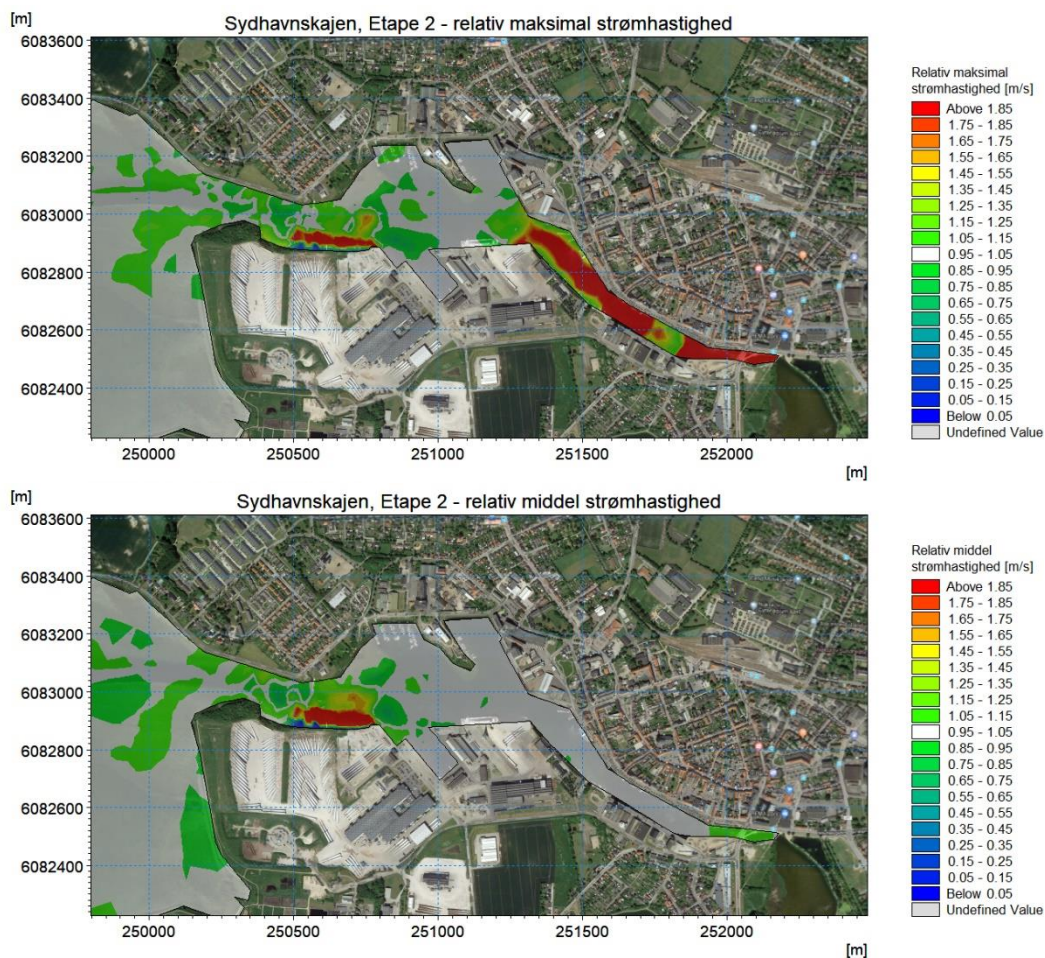 [m]
Sydhavnskajen, Etape 2 - relativ maksimal strømhastighed
6083600
6083400
6083200
6083000
6082800
6082600
6082400
250000
250500
251000
251500
252000
[m]
Relativ maksimal
strømhastighed [m/s]
Above 1.85
1.75 - 1.85
1.65 - 1.75
1.55 - 1.65
1.45 - 1.55
1.35 - 1.45
1.25 - 1.35
1.15 - 1.25
1.05 - 1.15
0.95 - 1.05
0.85 - 0.95
0.75 - 0.85
0.65 - 0.75
0.55 - 0.65
0.45 - 0.55
0.35 - 0.45
0.25 - 0.35
0.15 - 0.25
0.05 - 0.15
Below 0.05
Undefined Value
[m]
Sydhavnskajen, Etape 2 - relativ middel strømhastighed
6083600
6083400
6083200
6083000
6082800
6082600
6082400
250000
250500
251000
251500
252000
[m]
Relativ middel
strømhastighed [m/s]
Above 1.85
1.75 - 1.85
1.65 - 1.75
1.55 - 1.65
1.45 - 1.55
1.35 - 1.45
1.25 - 1.35
1.15 - 1.25
1.05 - 1.15
0.95 - 1.05
0.85 - 0.95
0.75 - 0.85
0.65 - 0.75
0.55 - 0.65
0.45 - 0.55
0.35 - 0.45
0.25 - 0.35
0.15 - 0.25
0.05 - 0.15
Below 0.05
Undefined Value